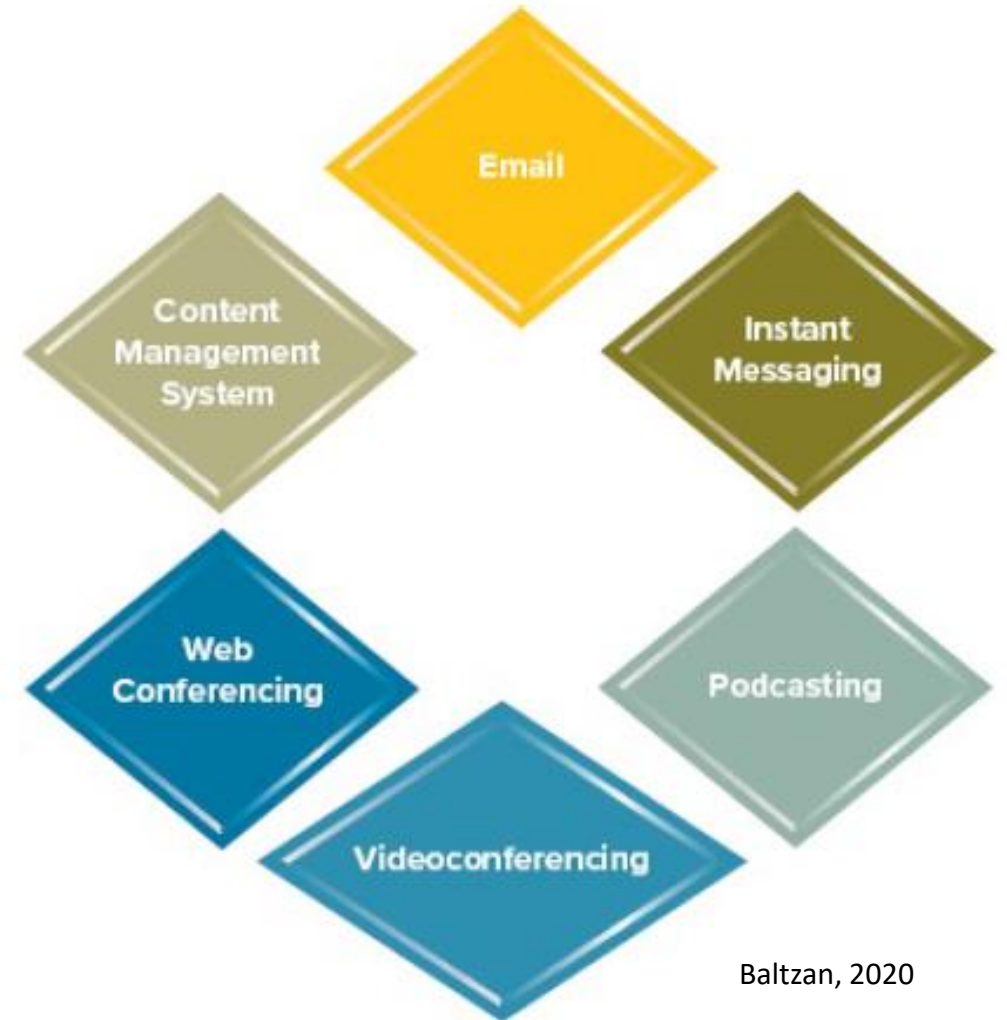 Email
Content
Management
System
Instant
Messaging
Web
Conferencing
Podcasting
Videoconferencing
Baltzan, 2020